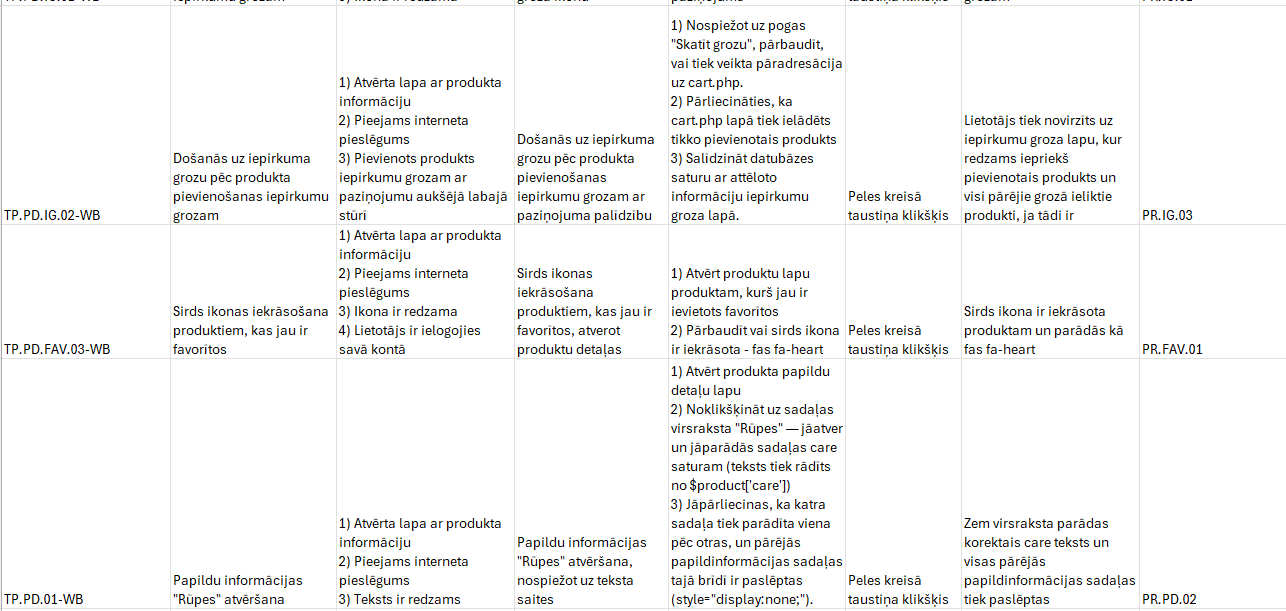 TP.PD.IG.02-WB
Došanās uz iepirkuma
grozu pēc produkta
pievienošanas iepirkumu
grozam
1) Atvērta lapa ar produkta
informāciju
2) Pieejams interneta
pieslēgums
3) Pievienots produkts
iepirkumu grozam ar
paziņojumu aukšējā labajā
stūrī
Došanās uz iepirkuma
grozu pēc produkta
pievienošanas
iepirkumu grozam ar
paziņojuma palīdzību
1) Nospiežot uz pogas
"Skatīt grozu", pārbaudīt,
vai tiek veikta pāradresācija
uz cart.php.
2) Pārliecināties, ka
cart.php lapā tiek ielādēts
tikko pievienotais produkts
3) Salīdzināt datubāzes
saturu ar attēloto
informāciju iepirkumu
groza lapā.
Peles kreisā
taustiņa klikšķis
Lietotājs tiek novirzīts uz
iepirkumu groza lapu, kur
redzams iepriekš
pievienotais produkts un
visi pārējie grozā ieliktie
produkti, ja tādi ir
PR.IG.03
TP.PD.FAV.03-WB
Sirds ikonas iekrāsošana
produktiem, kas jau ir
favorītos
1) Atvērta lapa ar produkta
informāciju
2) Pieejams interneta
pieslēgums
3) Ikona ir redzama
4) Lietotājs ir ielogojies
savā kontā
Sirds ikonas
iekrāsošana
produktiem, kas jau ir
favorītos, atverot
produktu detaļas
1) Atvērt produktu lapu
produktam, kurš jau ir
ievietots favorītos
2) Pārbaudīt vai sirds ikona
ir iekrāsota - fas fa-heart
Peles kreisā
taustiņa klikšķis
Sirds ikona ir iekrāsota
produktam un parādās kā
fas fa-heart
PR.FAV.01
TP.PD.01-WB
Papildu informācijas
"Rūpes" atvēršana
1) Atvērta lapa ar produkta
informāciju
2) Pieejams interneta
pieslēgums
3) Teksts ir redzams
Papildu informācijas
"Rūpes" atvēršana,
nospiežot uz teksta
saites
1) Atvērt produkta papildu
detaļu lapu
2) Noklikšķināt uz sadaļas
virsraksta "Rūpes" — jāatver
un jāparādās sadaļas care
saturam (teksts tiek rādīts
no $product['care'])
3) Jāpārliecinas, ka katra
sadaļa tiek parādīta viena
pēc otras, un pārējās
papildinformācijas sadaļas
tajā brīdī ir paslēptas
(style="display:none;").
Peles kreisā
taustiņa klikšķis
Zem virsraksta parādas
korektais care teksts un
visas pārējās
papildinformācijas sadaļas
tiek paslēptas
PR.PD.02